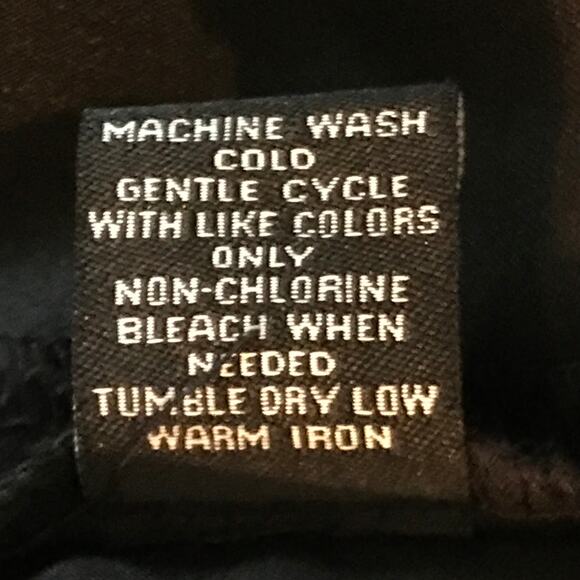 MACHINE WASH
COLD
GENTLE CYCLE
WITH LIKE COLORS
ONLY
NON-CHLORINE
BLEACH WHEN
NEEDED
TUMBLE DRY LOW
WARM IRON